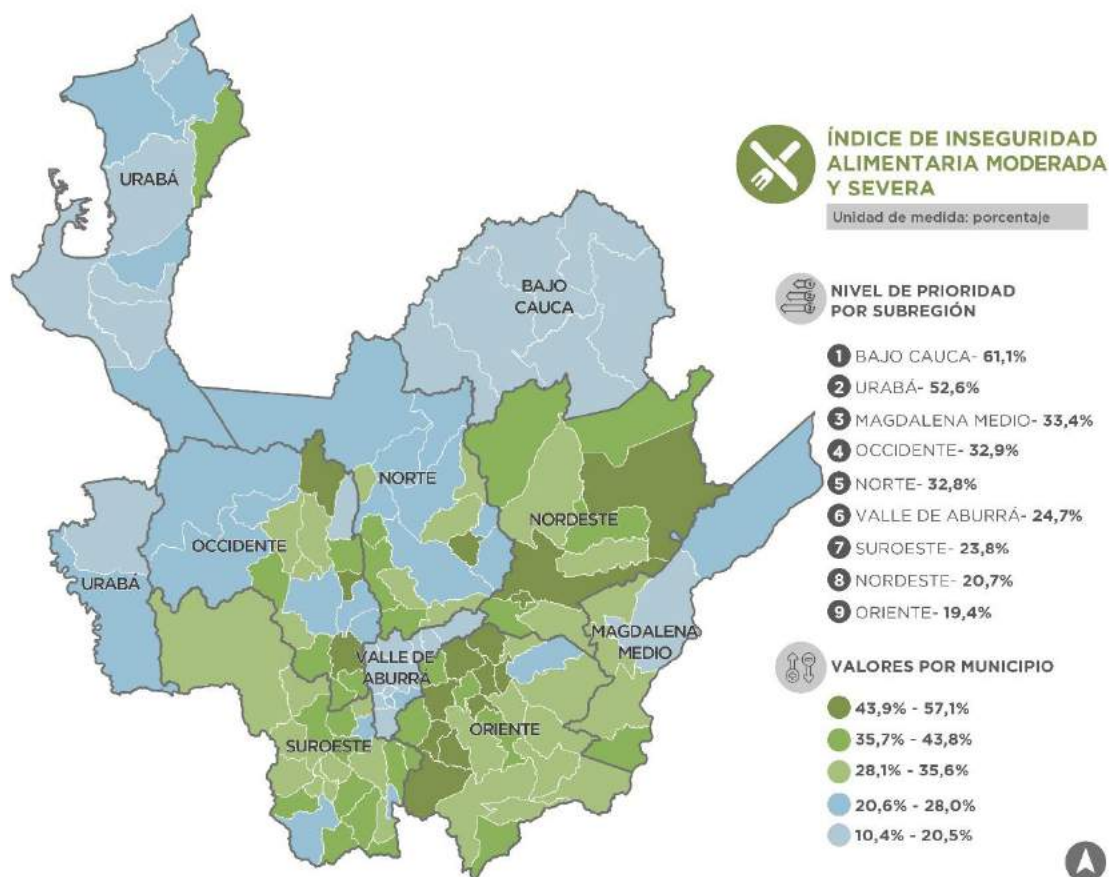 ÍNDICE DE INSEGURIDAD
ALIMENTARIA MODERADA
Y SEVERA
Unidad de medida: porcentaje
NIVEL DE PRIORIDAD
POR SUBREGIÓN
1 BAJO CAUCA- 61,1%
2 URABÁ- 52,6%
3 MAGDALENA MEDIO- 33,4%
4 OCCIDENTE- 32,9%
5 NORTE- 32,8%
6 VALLE DE ABURRÁ- 24,7%
7 SUROESTE- 23,8%
8 NORDESTE- 20,7%
9 ORIENTE- 19,4%
VALORES POR MUNICIPIO
43,9% - 57,1%
35,7% - 43,8%
28,1% - 35,6%
20,6% - 28,0%
10,4% - 20,5%
URABÁ
BAJO
CAUCA
NORTE
NORDESTE
OCCIDENTE
URABÁ
MAGDALENA
MEDIO
VALLE DE
ABURRÁ
ORIENTE
SUROESTE